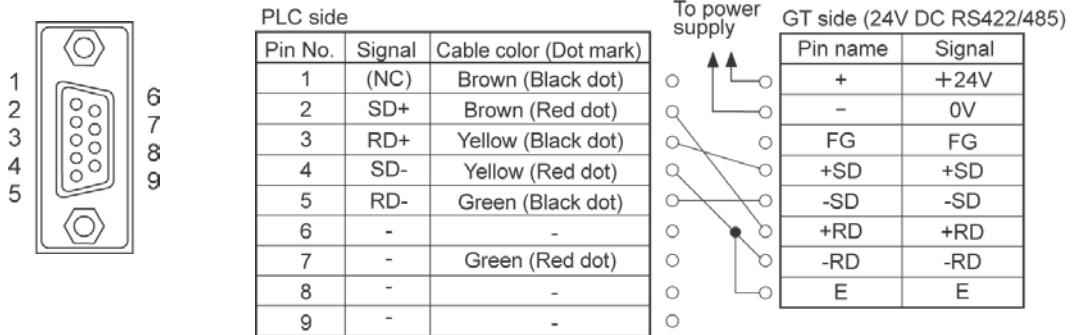 1
2
3
4
5
6
7
8
9
PLC side
Pin No. Signal Cable color (Dot mark)
1 (NC) Brown (Black dot)
2 SD+ Brown (Red dot)
3 RD+ Yellow (Black dot)
4 SD- Yellow (Red dot)
5 RD- Green (Black dot)
6 - -
7 - Green (Red dot)
8 - -
9 - -
To power
supply
GT side (24V DC RS422/485)
Pin name Signal
+ +24V
− 0V
FG FG
+SD +SD
-SD -SD
+RD +RD
-RD -RD
E E